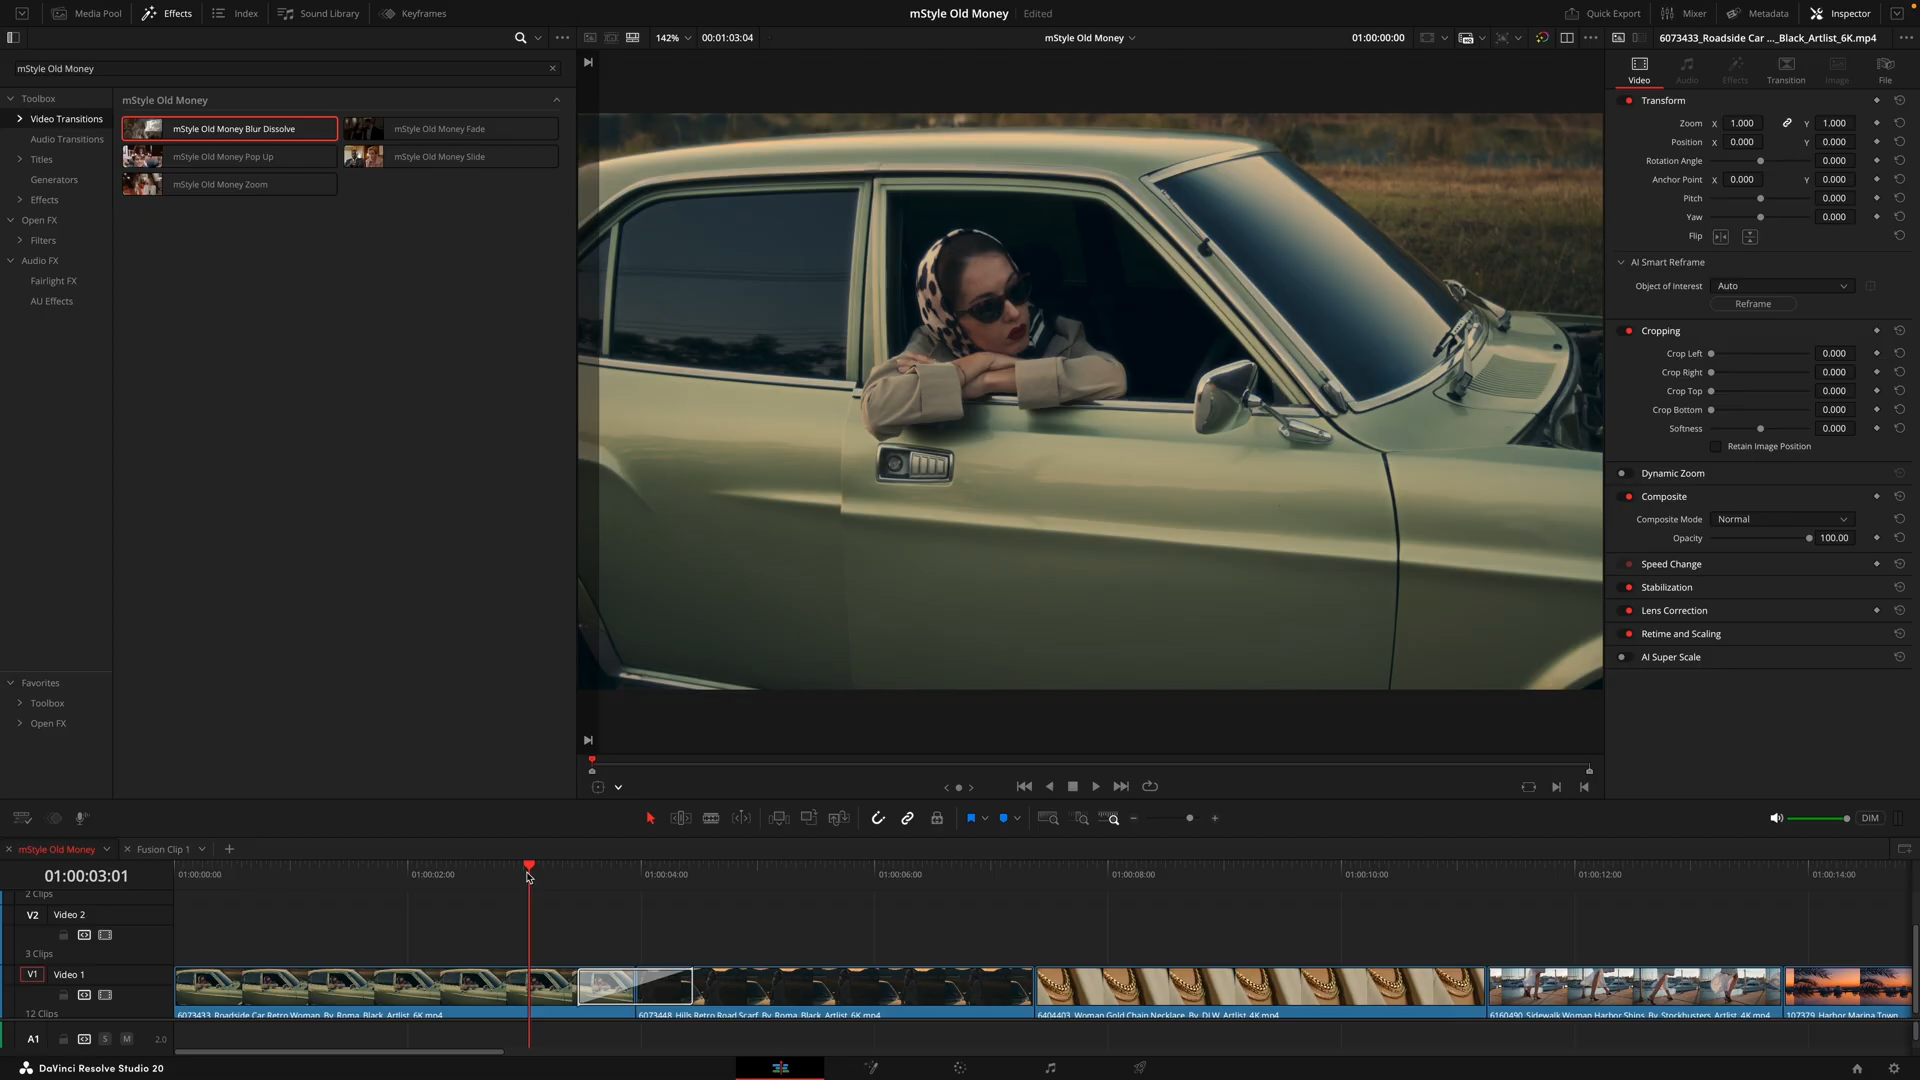 Media Pool
Effects
Index
Sound Library
Keyframes
mStyle Old Money
Edited
Quick Export
Mixer
Metadata
Inspector
142%
00:01:03:04
mStyle Old Money
01:00:00:00
6073433_Roadside Car ..._Black_Artlist_6K.mp4
mStyle Old Money
Video
Audio
Effects
Transition
Image
File
Toolbox
Video Transitions
Audio Transitions
Titles
Generators
Effects
Open FX
Filters
Audio FX
Fairlight FX
AU Effects
mStyle Old Money
mStyle Old Money Blur Dissolve
mStyle Old Money Fade
mStyle Old Money Pop Up
mStyle Old Money Slide
mStyle Old Money Zoom
Transform
Zoom X 1.000 Y 1.000
Position X 0.000 Y 0.000
Rotation Angle 0.000
Anchor Point X 0.000 Y 0.000
Pitch 0.000
Yaw 0.000
Flip
AI Smart Reframe
Object of Interest Auto
Reframe
Cropping
Crop Left 0.000
Crop Right 0.000
Crop Top 0.000
Crop Bottom 0.000
Softness 0.000
Retain Image Position
Dynamic Zoom
Composite
Composite Mode Normal
Opacity 100.00
Speed Change
Stabilization
Lens Correction
Retime and Scaling
AI Super Scale
Favorites
Toolbox
Open FX
DIM
mStyle Old Money
Fusion Clip 1
01:00:03:01
01:00:00:00
01:00:02:00
01:00:04:00
01:00:06:00
01:00:08:00
01:00:10:00
01:00:12:00
01:00:14:00
2 Clips
V2 Video 2
3 Clips
V1 Video 1
12 Clips
6073433_Roadside Car Retro Woman_By_Roma_Black_Artlist_6K.mp4
6073448_Hills Retro Road Scarf_By_Roma_Black_Artlist_6K.mp4
6404403_Woman Gold Chain Necklace_By_DLW_Artlist_4K.mp4
6160490_Sidewalk Woman Harbor Ships_By_Stockbusters_Artlist_4K.mp4
107379_Harbor Marina Town
A1 S M 2.0
DaVinci Resolve Studio 20